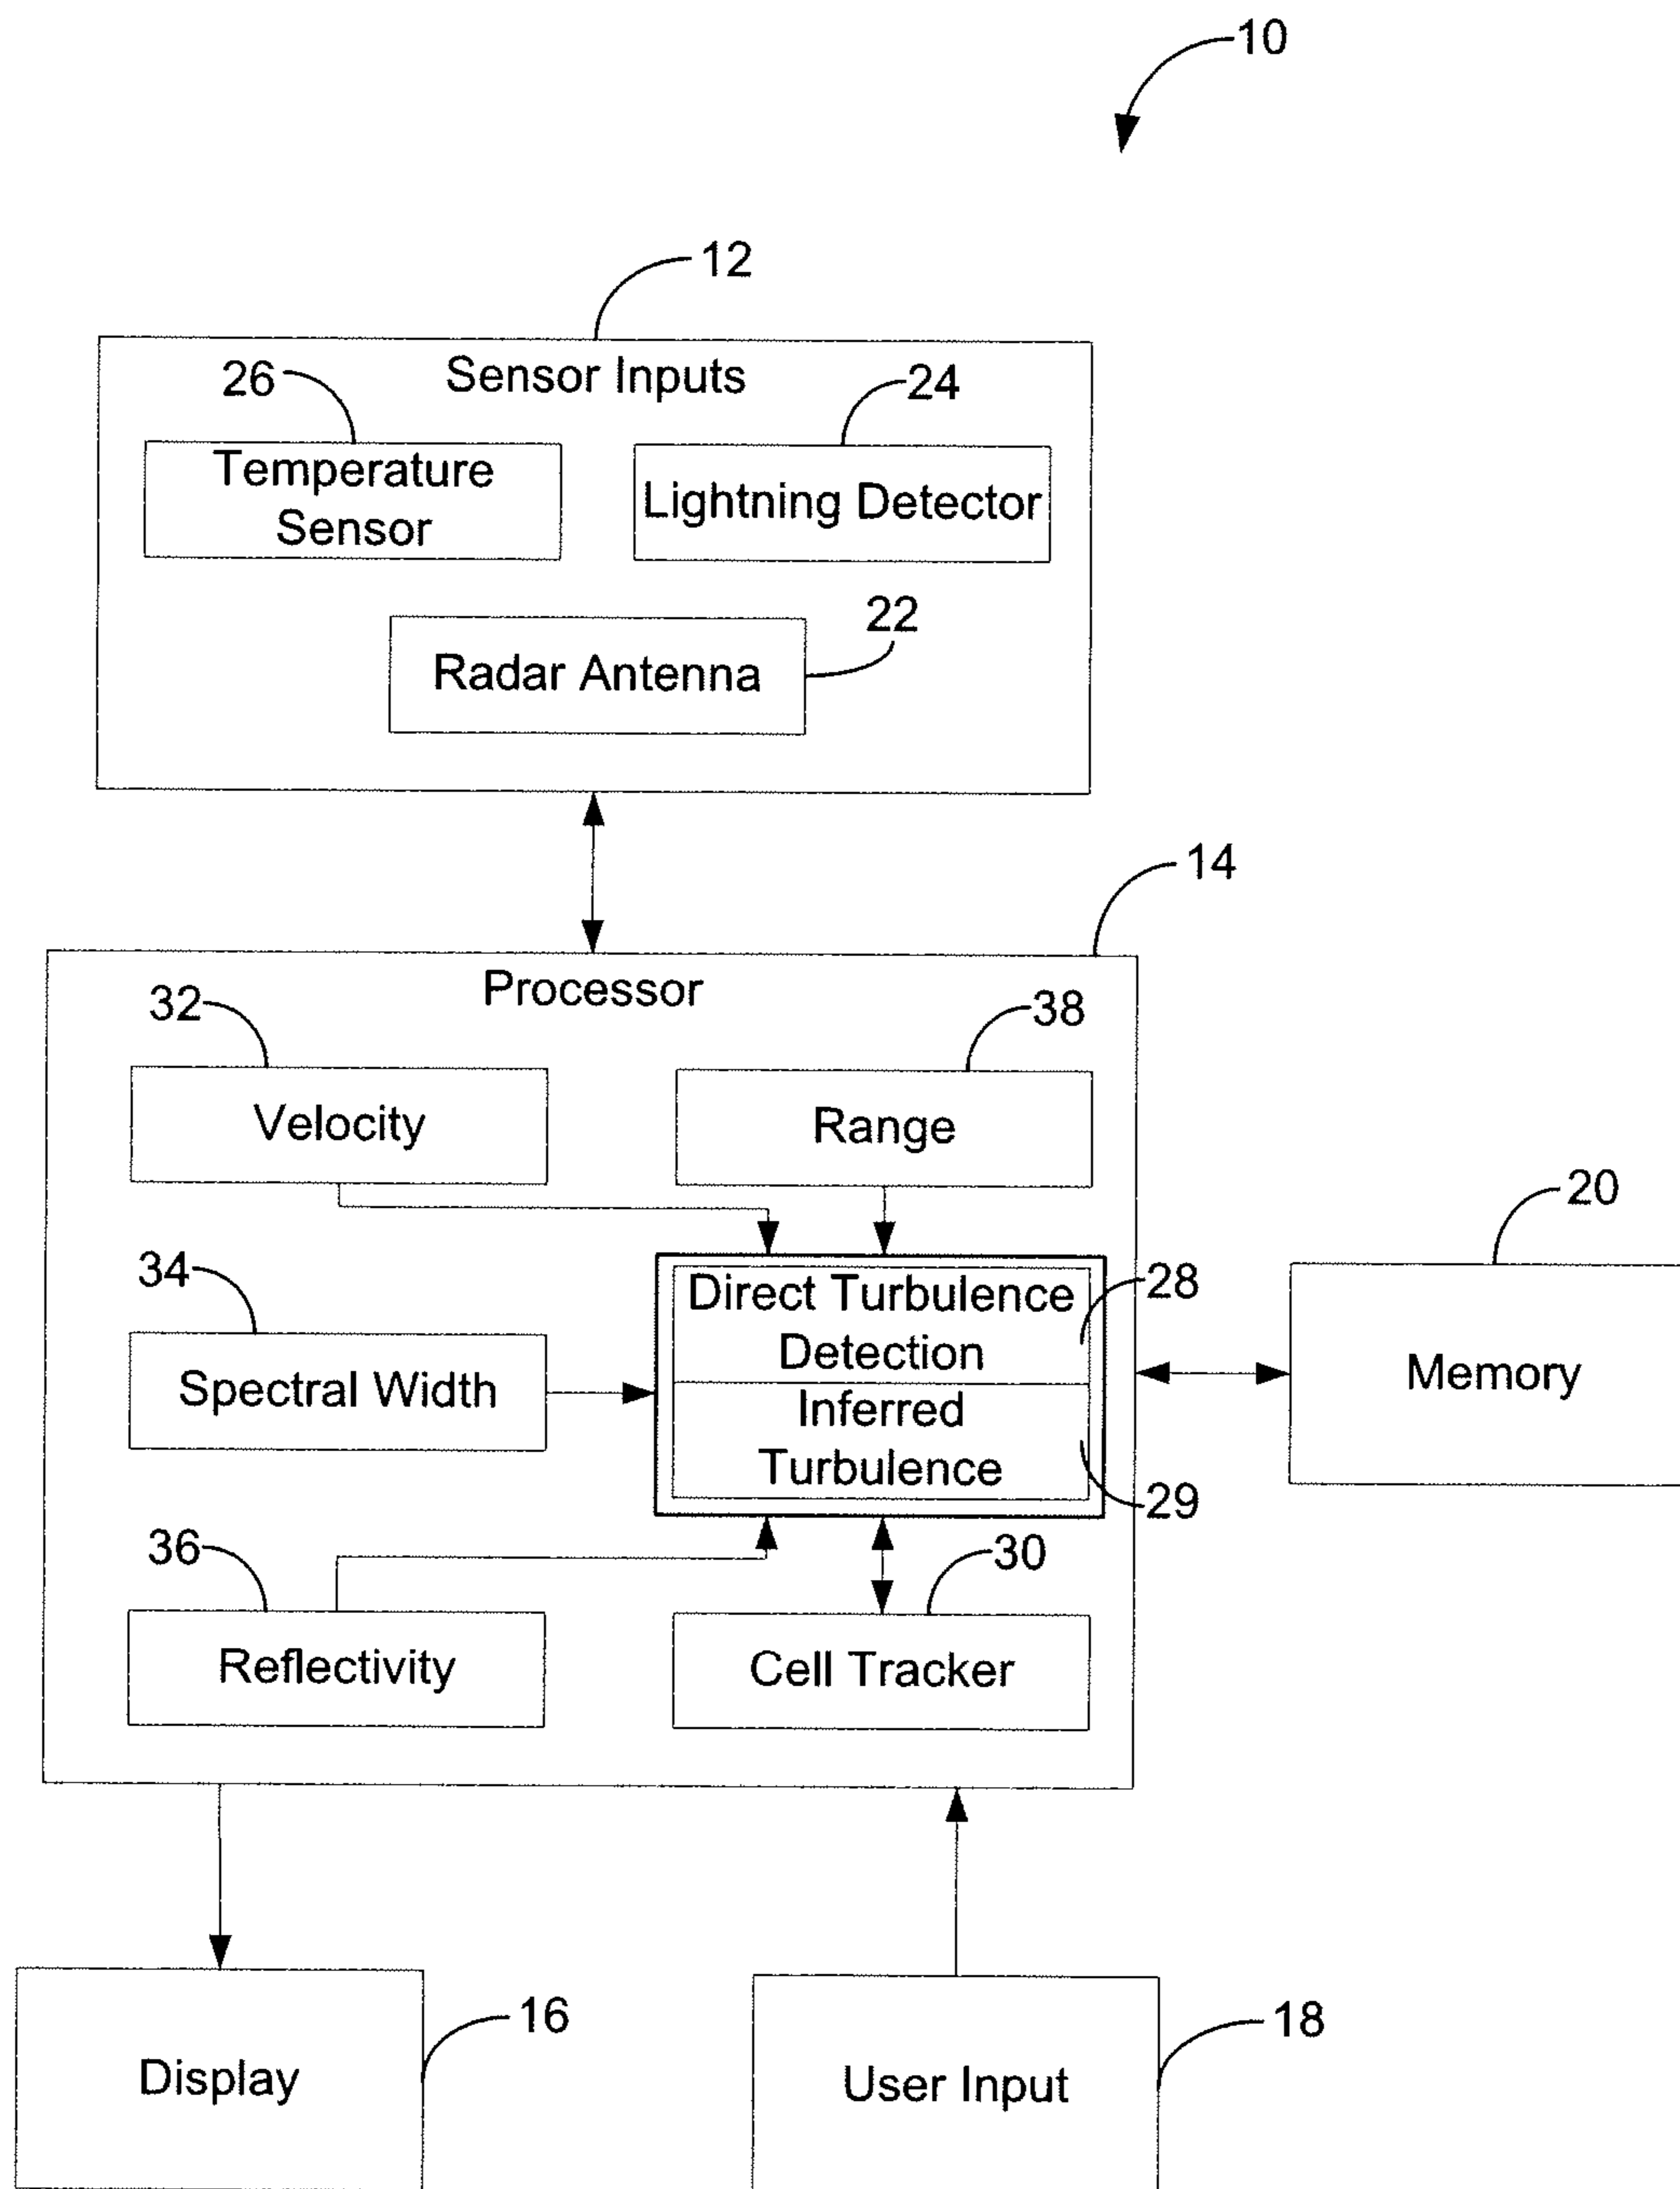 10
12
Sensor Inputs
26
24
Temperature
Sensor
Lightning Detector
22
Radar Antenna
14
Processor
32
38
Velocity
Range
20
34
Direct Turbulence
Detection
28
Spectral Width
Memory
Inferred
Turbulence
29
36
30
Reflectivity
Cell Tracker
16
18
Display
User Input